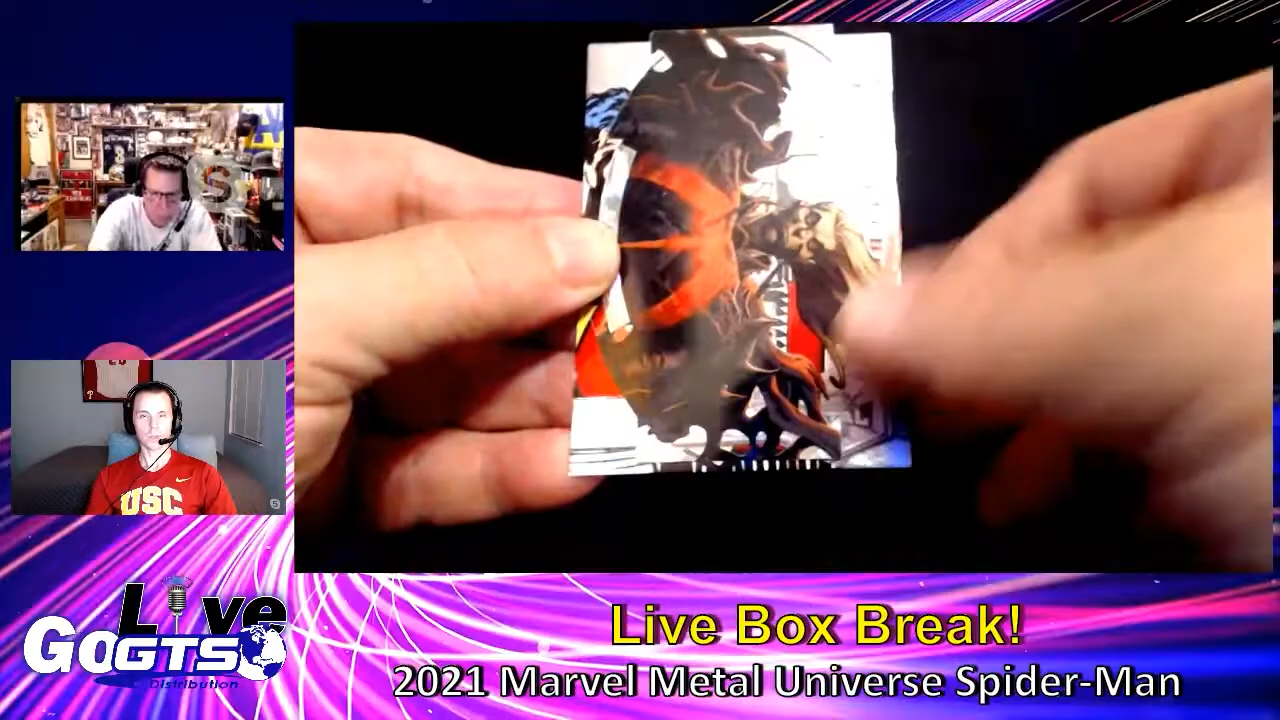 USC
Live
GOGTS
Distribution
Live Box Break!
2021 Marvel Metal Universe Spider-Man